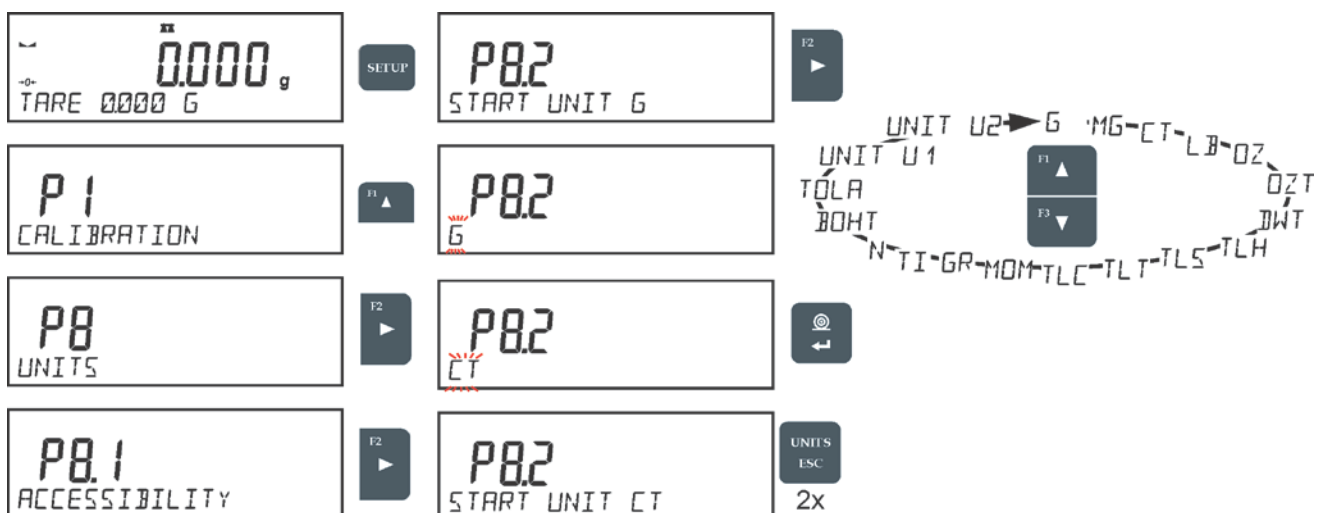 0.000 g
TARE 0.000 G
SETUP
P1
CALIBRATION
F1
P8
UNITS
F2
P8.1
ACCESSIBILITY
F2
P8.2
START UNIT G
F2
P8.2
G
P8.2
CT
P8.2
START UNIT CT
UNITS
ESC
2x
UNIT U2 G MG-CT-LB-OZ
OZT
DWT
TLH
TLS
TLT
TLC
MOM
GR
TI
N
BOHT
TOLA
UNIT U1
F1
F3